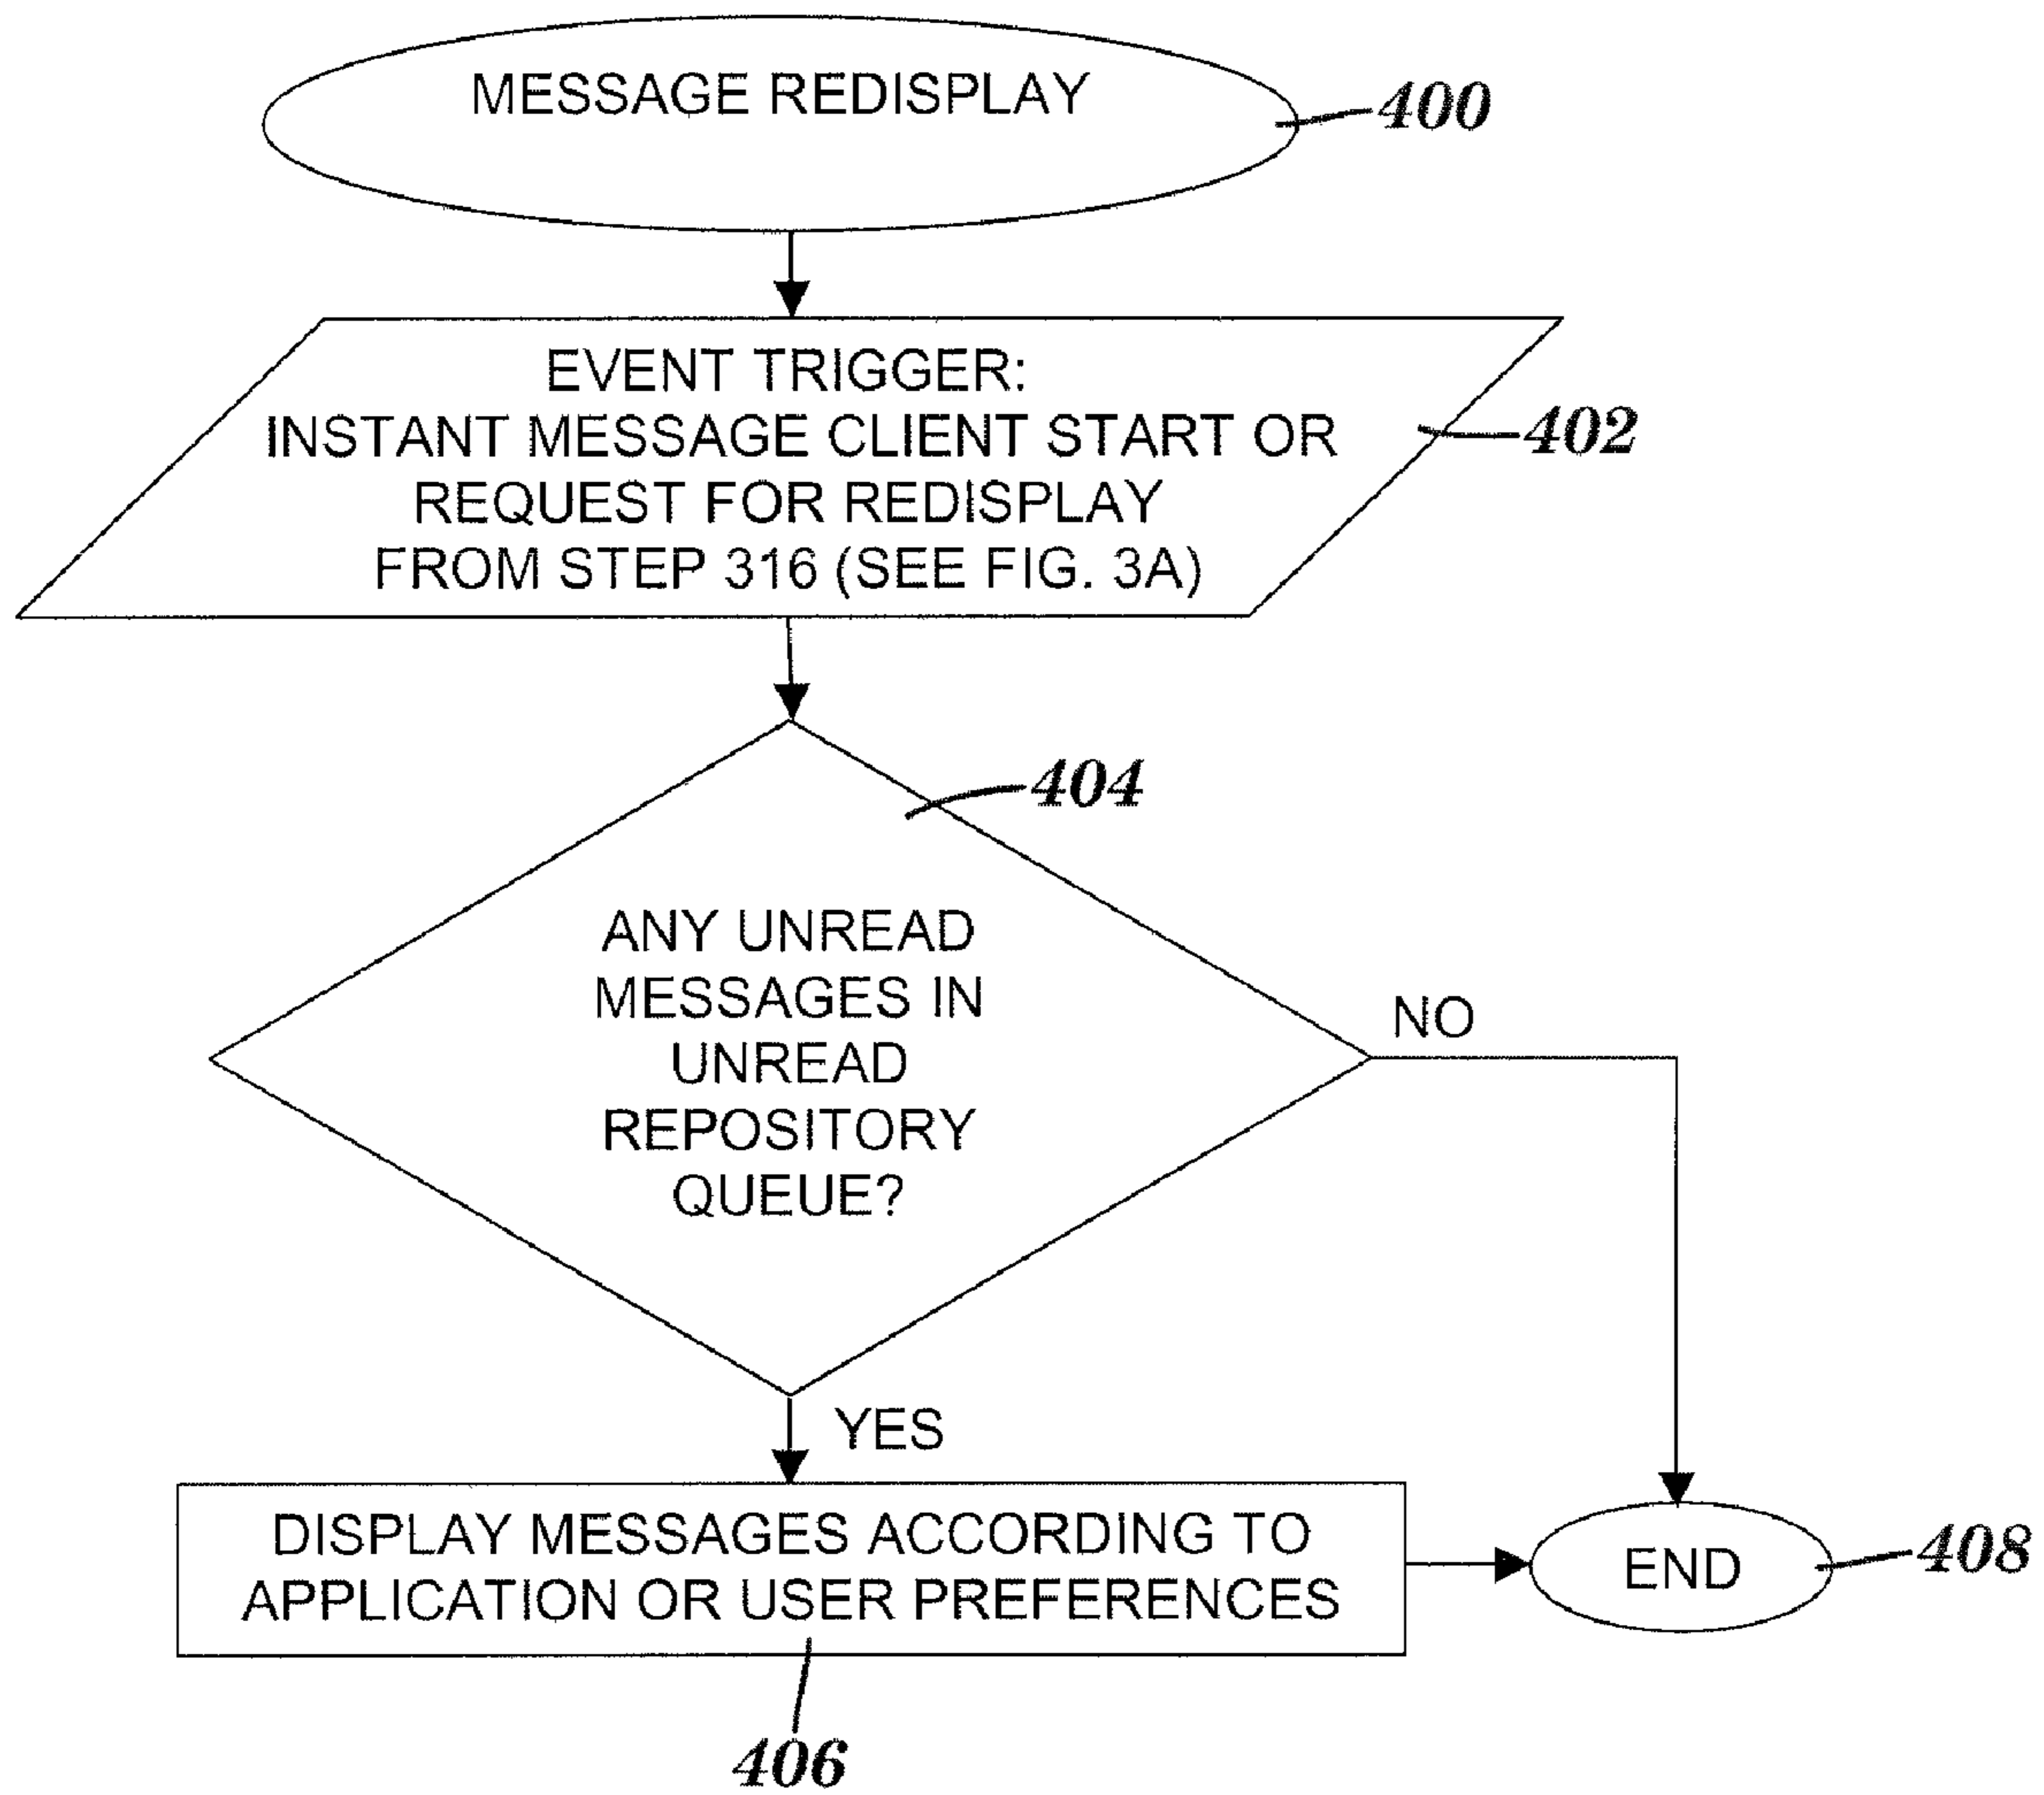 MESSAGE REDISPLAY
400
EVENT TRIGGER:
INSTANT MESSAGE CLIENT START OR
REQUEST FOR REDISPLAY
FROM STEP 316 (SEE FIG. 3A)
402
404
ANY UNREAD
MESSAGES IN
UNREAD
REPOSITORY
QUEUE?
NO
YES
DISPLAY MESSAGES ACCORDING TO
APPLICATION OR USER PREFERENCES
END
408
406